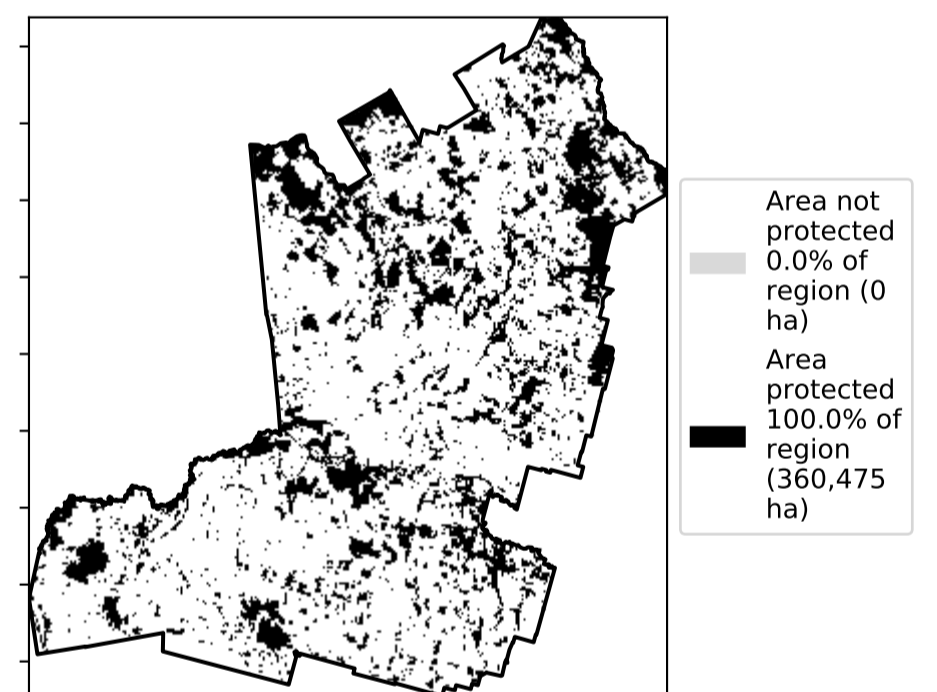 Area not
protected
0.0% of
region (0
ha)
Area
protected
100.0% of
region
(360,475
ha)